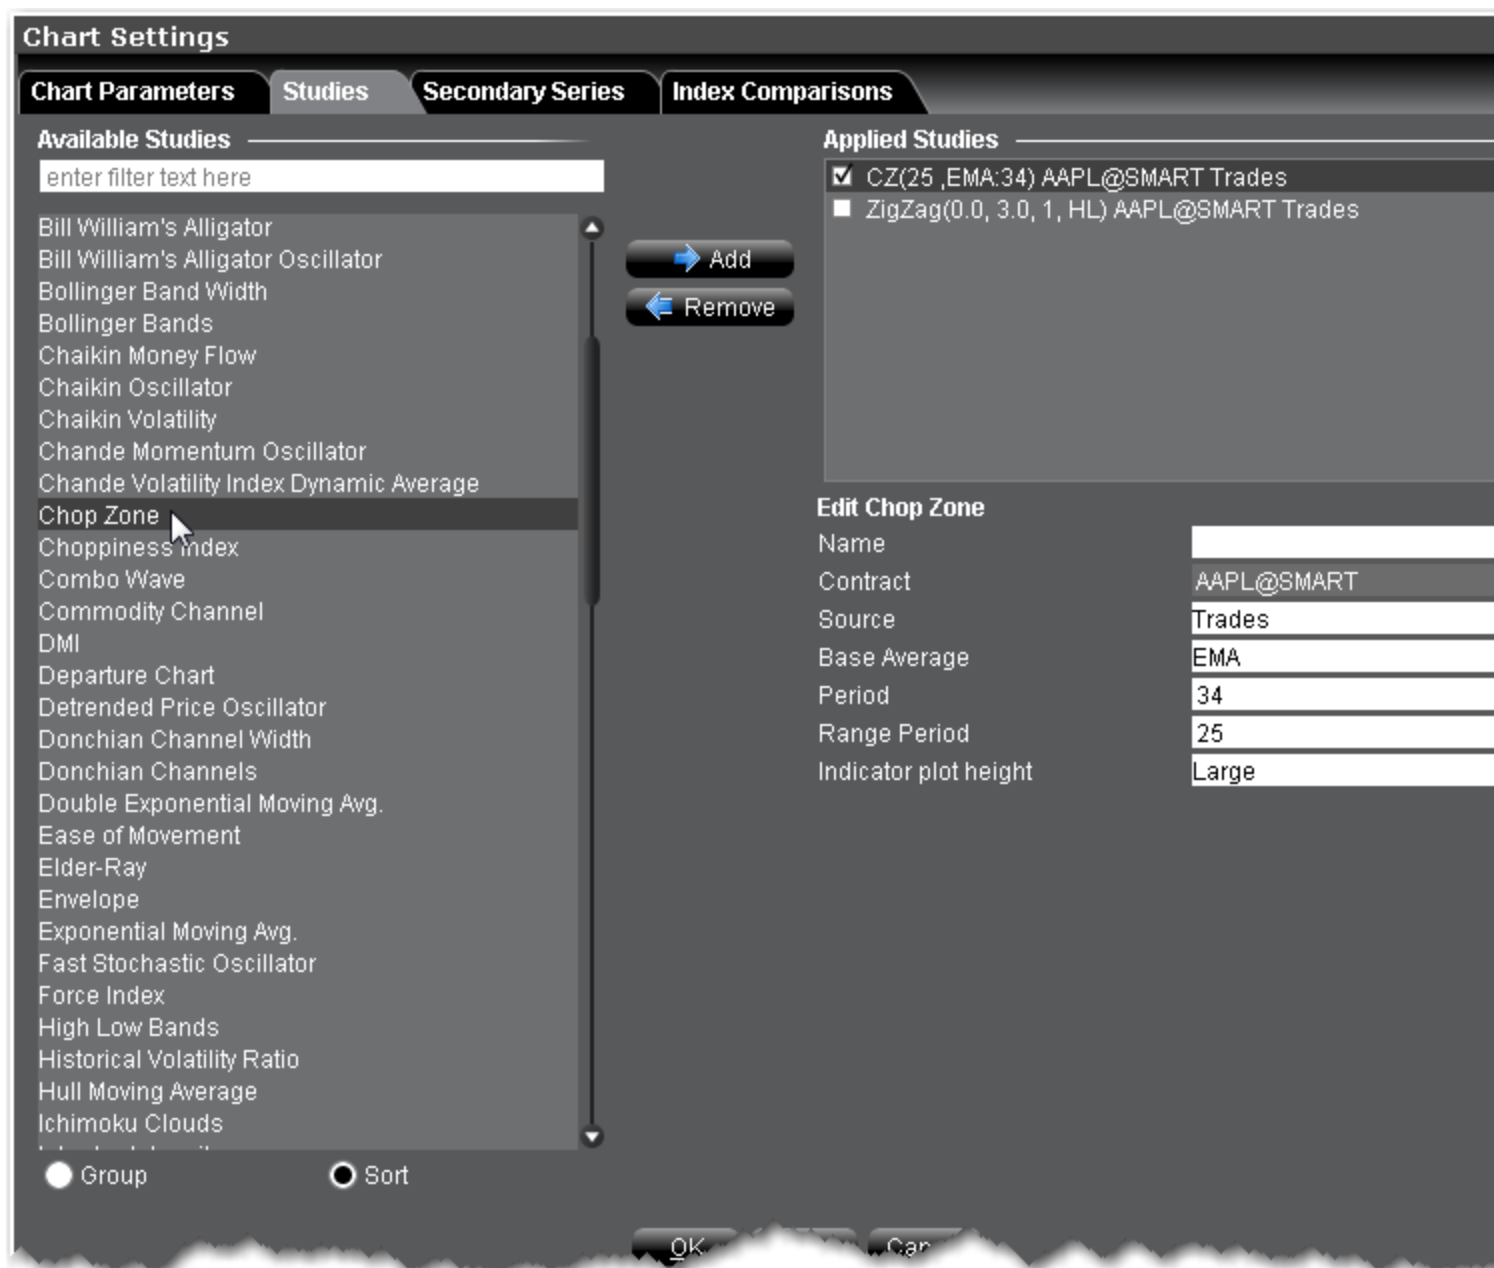 Chart Settings
Chart Parameters
Studies
Secondary Series
Index Comparisons
Available Studies
enter filter text here
Bill William's Alligator
Bill William's Alligator Oscillator
Bollinger Band Width
Bollinger Bands
Chaikin Money Flow
Chaikin Oscillator
Chaikin Volatility
Chande Momentum Oscillator
Chande Volatility Index Dynamic Average
Chop Zone
Choppiness Index
Combo Wave
Commodity Channel
DMI
Departure Chart
Detrended Price Oscillator
Donchian Channel Width
Donchian Channels
Double Exponential Moving Avg.
Ease of Movement
Elder-Ray
Envelope
Exponential Moving Avg.
Fast Stochastic Oscillator
Force Index
High Low Bands
Historical Volatility Ratio
Hull Moving Average
Ichimoku Clouds
Group
Sort
Add
Remove
Applied Studies
CZ(25 ,EMA:34) AAPL@SMART Trades
ZigZag(0.0, 3.0, 1, HL) AAPL@SMART Trades
Edit Chop Zone
Name
Contract AAPL@SMART
Source Trades
Base Average EMA
Period 34
Range Period 25
Indicator plot height Large
OK